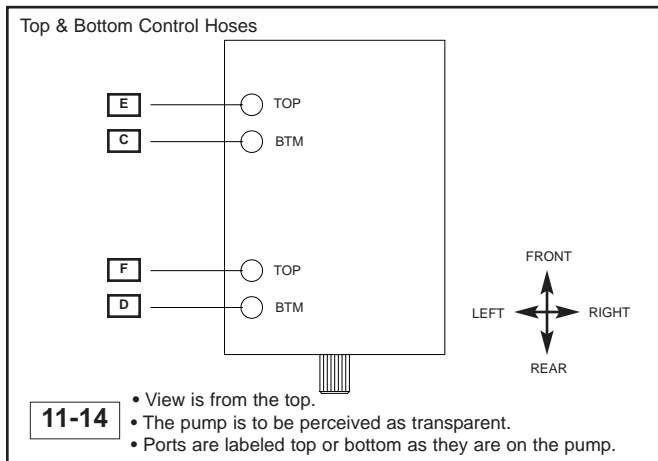 Top & Bottom Control Hoses
E TOP
C BTM
F TOP
D BTM
FRONT
LEFT RIGHT
REAR
11-14
• View is from the top.
• The pump is to be perceived as transparent.
• Ports are labeled top or bottom as they are on the pump.